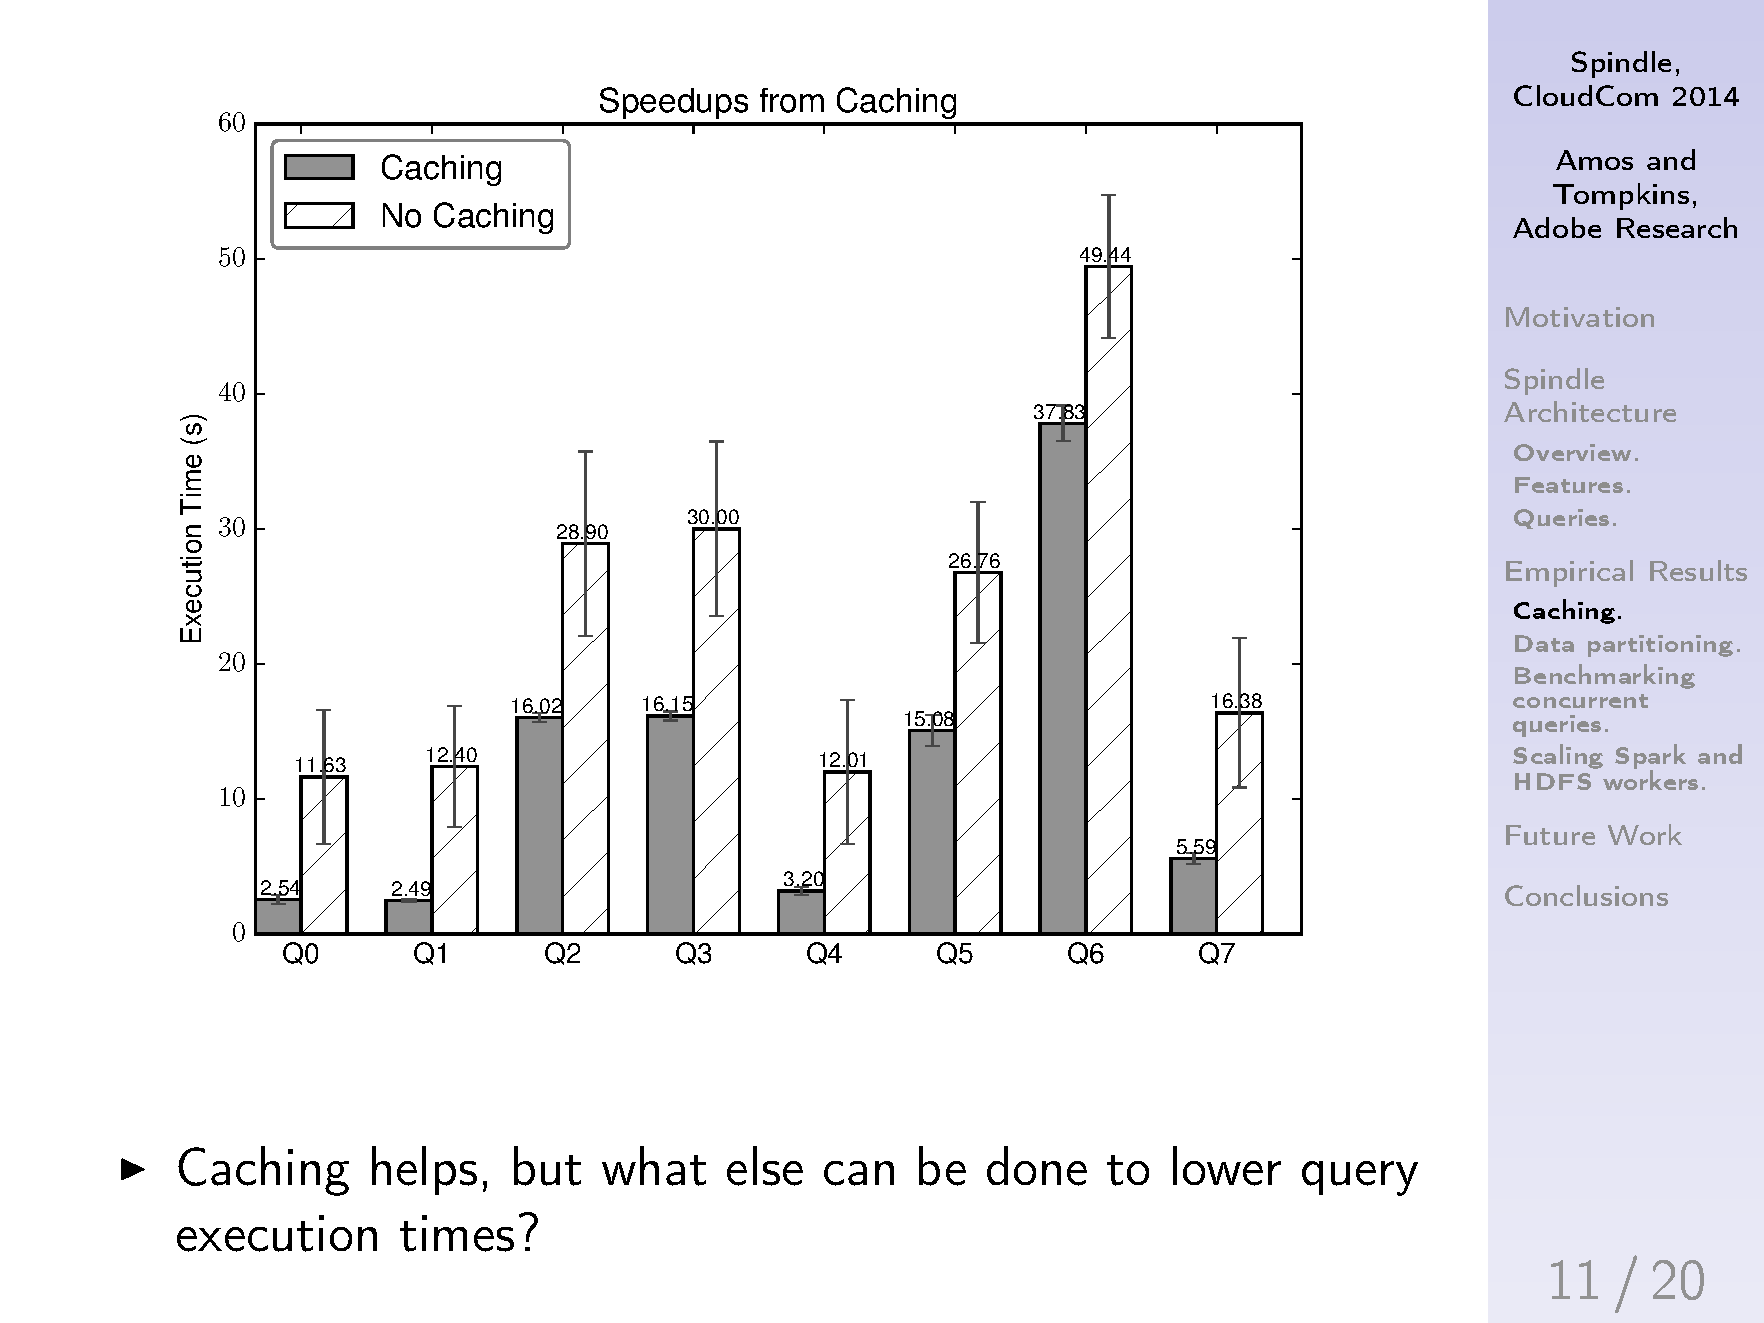 Speedups from Caching
60
50
40
30
20
10
0
Execution Time (s)
Caching
No Caching
2.54
11.63
2.49
12.40
16.02
28.90
16.15
30.00
3.20
12.01
15.08
26.76
37.83
49.44
5.59
16.38
Q0 Q1 Q2 Q3 Q4 Q5 Q6 Q7
Caching helps, but what else can be done to lower query
execution times?
Spindle,
CloudCom 2014
Amos and
Tompkins,
Adobe Research
Motivation
Spindle
Architecture
Overview.
Features.
Queries.
Empirical Results
Caching.
Data partitioning.
Benchmarking
concurrent
queries.
Scaling Spark and
HDFS workers.
Future Work
Conclusions
11 / 20